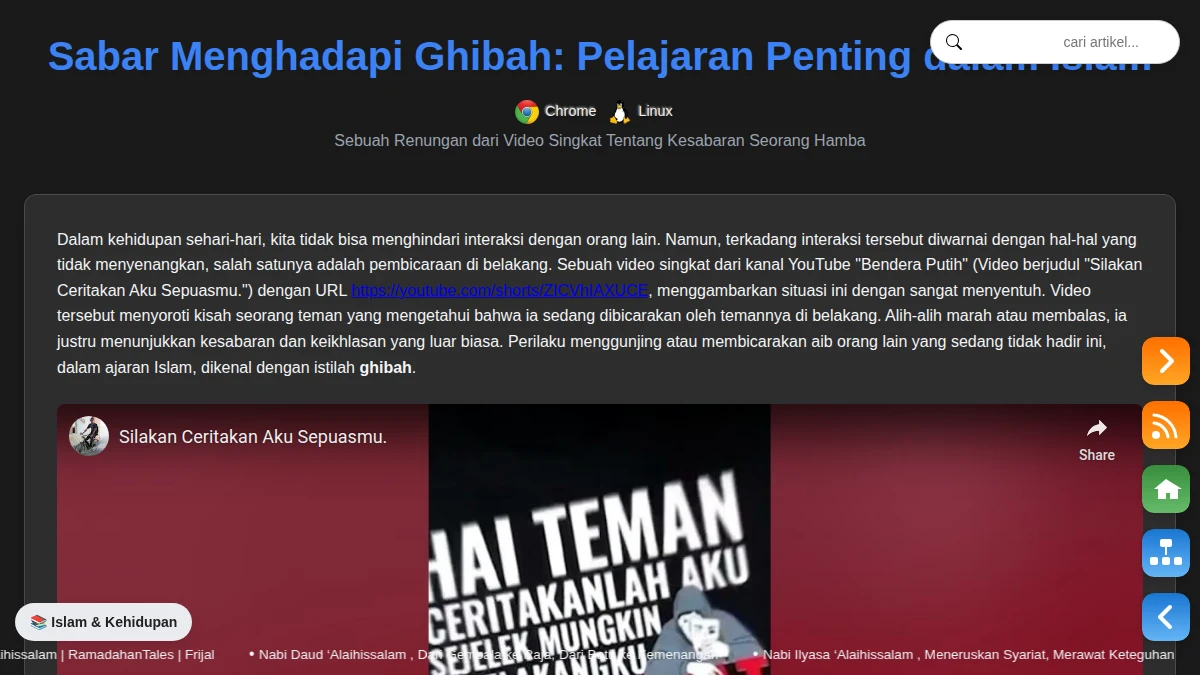 Sabar Menghadapi Ghibah: Pelajaran Penting dalam Islam
cari artikel...
Chrome Linux
Sebuah Renungan dari Video Singkat Tentang Kesabaran Seorang Hamba
Dalam kehidupan sehari-hari, kita tidak bisa menghindari interaksi dengan orang lain. Namun, terkadang interaksi tersebut diwarnai dengan hal-hal yang
tidak menyenangkan, salah satunya adalah pembicaraan di belakang. Sebuah video singkat dari kanal YouTube "Bendera Putih" (Video berjudul "Silakan
Ceritakan Aku Sepuasmu.") dengan URL https://youtube.com/shorts/ZICVhIAXUCE, menggambarkan situasi ini dengan sangat menyentuh. Video
tersebut menyoroti kisah seorang teman yang mengetahui bahwa ia sedang dibicarakan oleh temannya di belakang. Alih-alih marah atau membalas, ia
justru menunjukkan kesabaran dan keikhlasan yang luar biasa. Perilaku menggunjing atau membicarakan aib orang lain yang sedang tidak hadir ini,
dalam ajaran Islam, dikenal dengan istilah ghibah.
Silakan Ceritakan Aku Sepuasmu.
Share
HAI TEMAN
CERITAKANLAH AKU
SEJELEK MUNGKIN
📚 Islam & Kehidupan
ihissalam | RamadahanTales | Frijal • Nabi Daud ‘Alaihissalam , Dari Gembala ke Raja, Dari Batu ke Kemenangan • Nabi Ilyasa ‘Alaihissalam , Meneruskan Syariat, Merawat Keteguhan